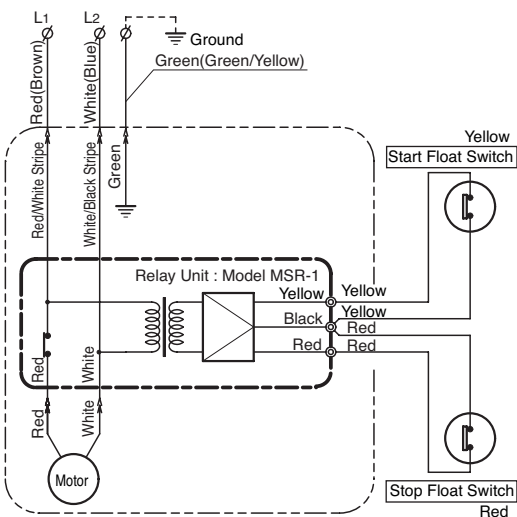 L1
L2
Ground
Green(Green/Yellow)
Red(Brown)
White(Blue)
Red/White Stripe
White/Black Stripe
Green
Yellow
Start Float Switch
Relay Unit : Model MSR-1
Yellow
Yellow
Black
Yellow
Red
Red
Red
Red
White
Red
White
Motor
Stop Float Switch
Red